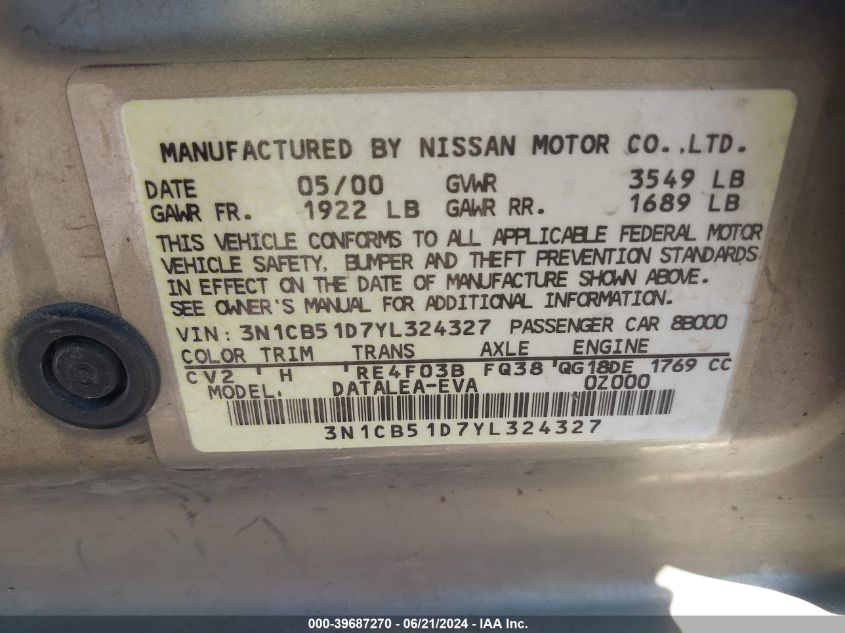 MANUFACTURED BY NISSAN MOTOR CO.,LTD.
DATE 05/00 GVWR 3549 LB
GAWR FR. 1922 LB GAWR RR. 1689 LB
THIS VEHICLE CONFORMS TO ALL APPLICABLE FEDERAL MOTOR
VEHICLE SAFETY, BUMPER AND THEFT PREVENTION STANDARDS
IN EFFECT ON THE DATE OF MANUFACTURE SHOWN ABOVE.
SEE OWNER'S MANUAL FOR ADDITIONAL INFORMATION.
VIN: 3N1CB51D7YL324327 PASSENGER CAR 8B000
COLOR TRIM TRANS AXLE ENGINE
CV2 H RE4F03B FQ38 QG18DE 1769 CC
MODEL. DATALEA-EVA 0Z000
3N1CB51D7YL324327
000-39687270 - 06/21/2024 - IAA Inc.